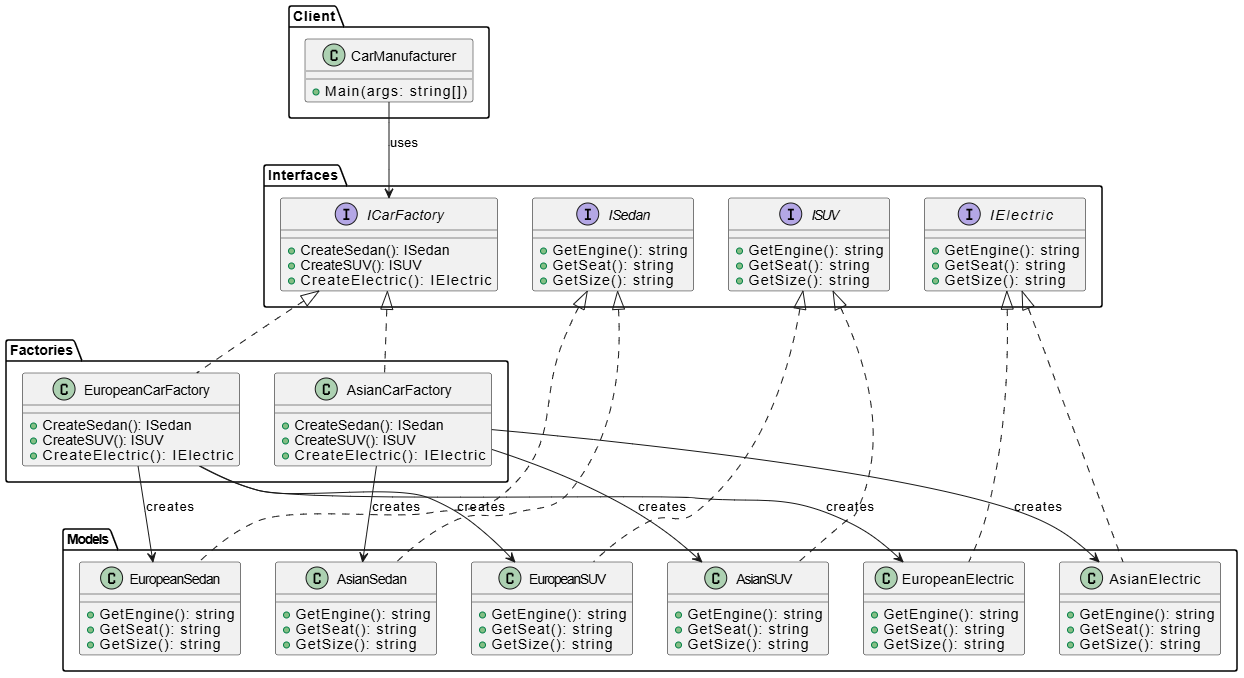 Client
C CarManufacturer
Main(args: string[])
uses
Interfaces
I ICarFactory
CreateSedan(): ISedan
CreateSUV(): ISUV
CreateElectric(): IElectric
I ISedan
GetEngine(): string
GetSeat(): string
GetSize(): string
I ISUV
GetEngine(): string
GetSeat(): string
GetSize(): string
I IElectric
GetEngine(): string
GetSeat(): string
GetSize(): string
Factories
C EuropeanCarFactory
CreateSedan(): ISedan
CreateSUV(): ISUV
CreateElectric(): IElectric
C AsianCarFactory
CreateSedan(): ISedan
CreateSUV(): ISUV
CreateElectric(): IElectric
creates
creates
creates
creates
creates
creates
Models
C EuropeanSedan
GetEngine(): string
GetSeat(): string
GetSize(): string
C AsianSedan
GetEngine(): string
GetSeat(): string
GetSize(): string
C EuropeanSUV
GetEngine(): string
GetSeat(): string
GetSize(): string
C AsianSUV
GetEngine(): string
GetSeat(): string
GetSize(): string
C EuropeanElectric
GetEngine(): string
GetSeat(): string
GetSize(): string
C AsianElectric
GetEngine(): string
GetSeat(): string
GetSize(): string